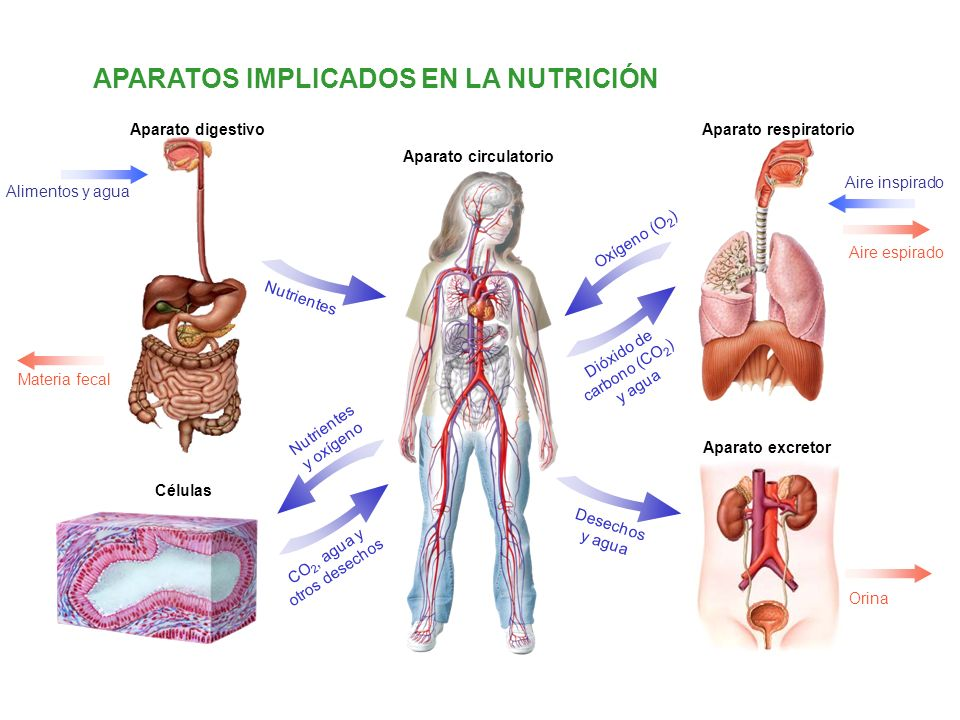 APARATOS IMPLICADOS EN LA NUTRICIÓN
Aparato digestivo
Aparato respiratorio
Aparato circulatorio
Alimentos y agua
Aire inspirado
Aire espirado
Oxígeno (O₂)
Nutrientes
Dióxido de
carbono (CO₂)
y agua
Materia fecal
Nutrientes
y oxígeno
Aparato excretor
Células
Desechos
y agua
CO₂, agua y
otros desechos
Orina